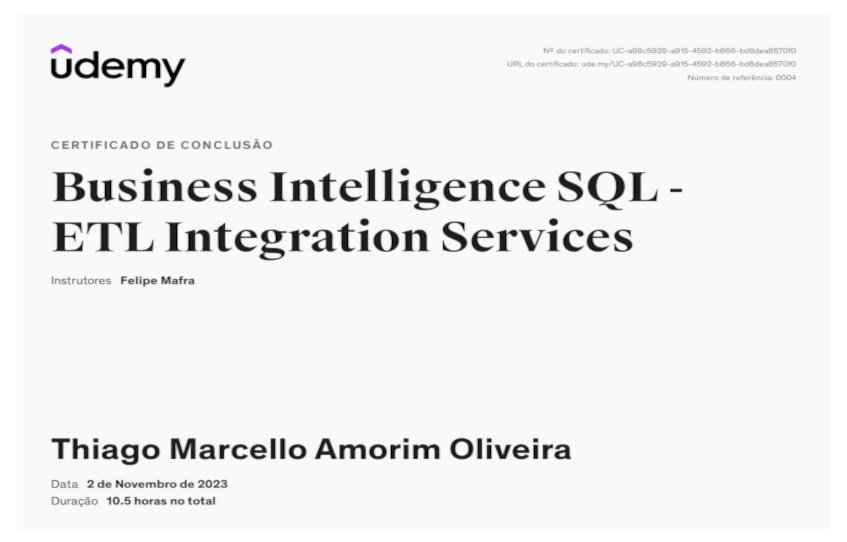 udemy
Nº do certificado: UC-a98c5929-a915-4592-b866-bd8dea8570f0
URL do certificado: ude.my/UC-a98c5929-a915-4592-b866-bd8dea8570f0
Número de referência: 0004
CERTIFICADO DE CONCLUSÃO
Business Intelligence SQL -
ETL Integration Services
Instrutores Felipe Mafra
Thiago Marcello Amorim Oliveira
Data 2 de Novembro de 2023
Duração 10.5 horas no total